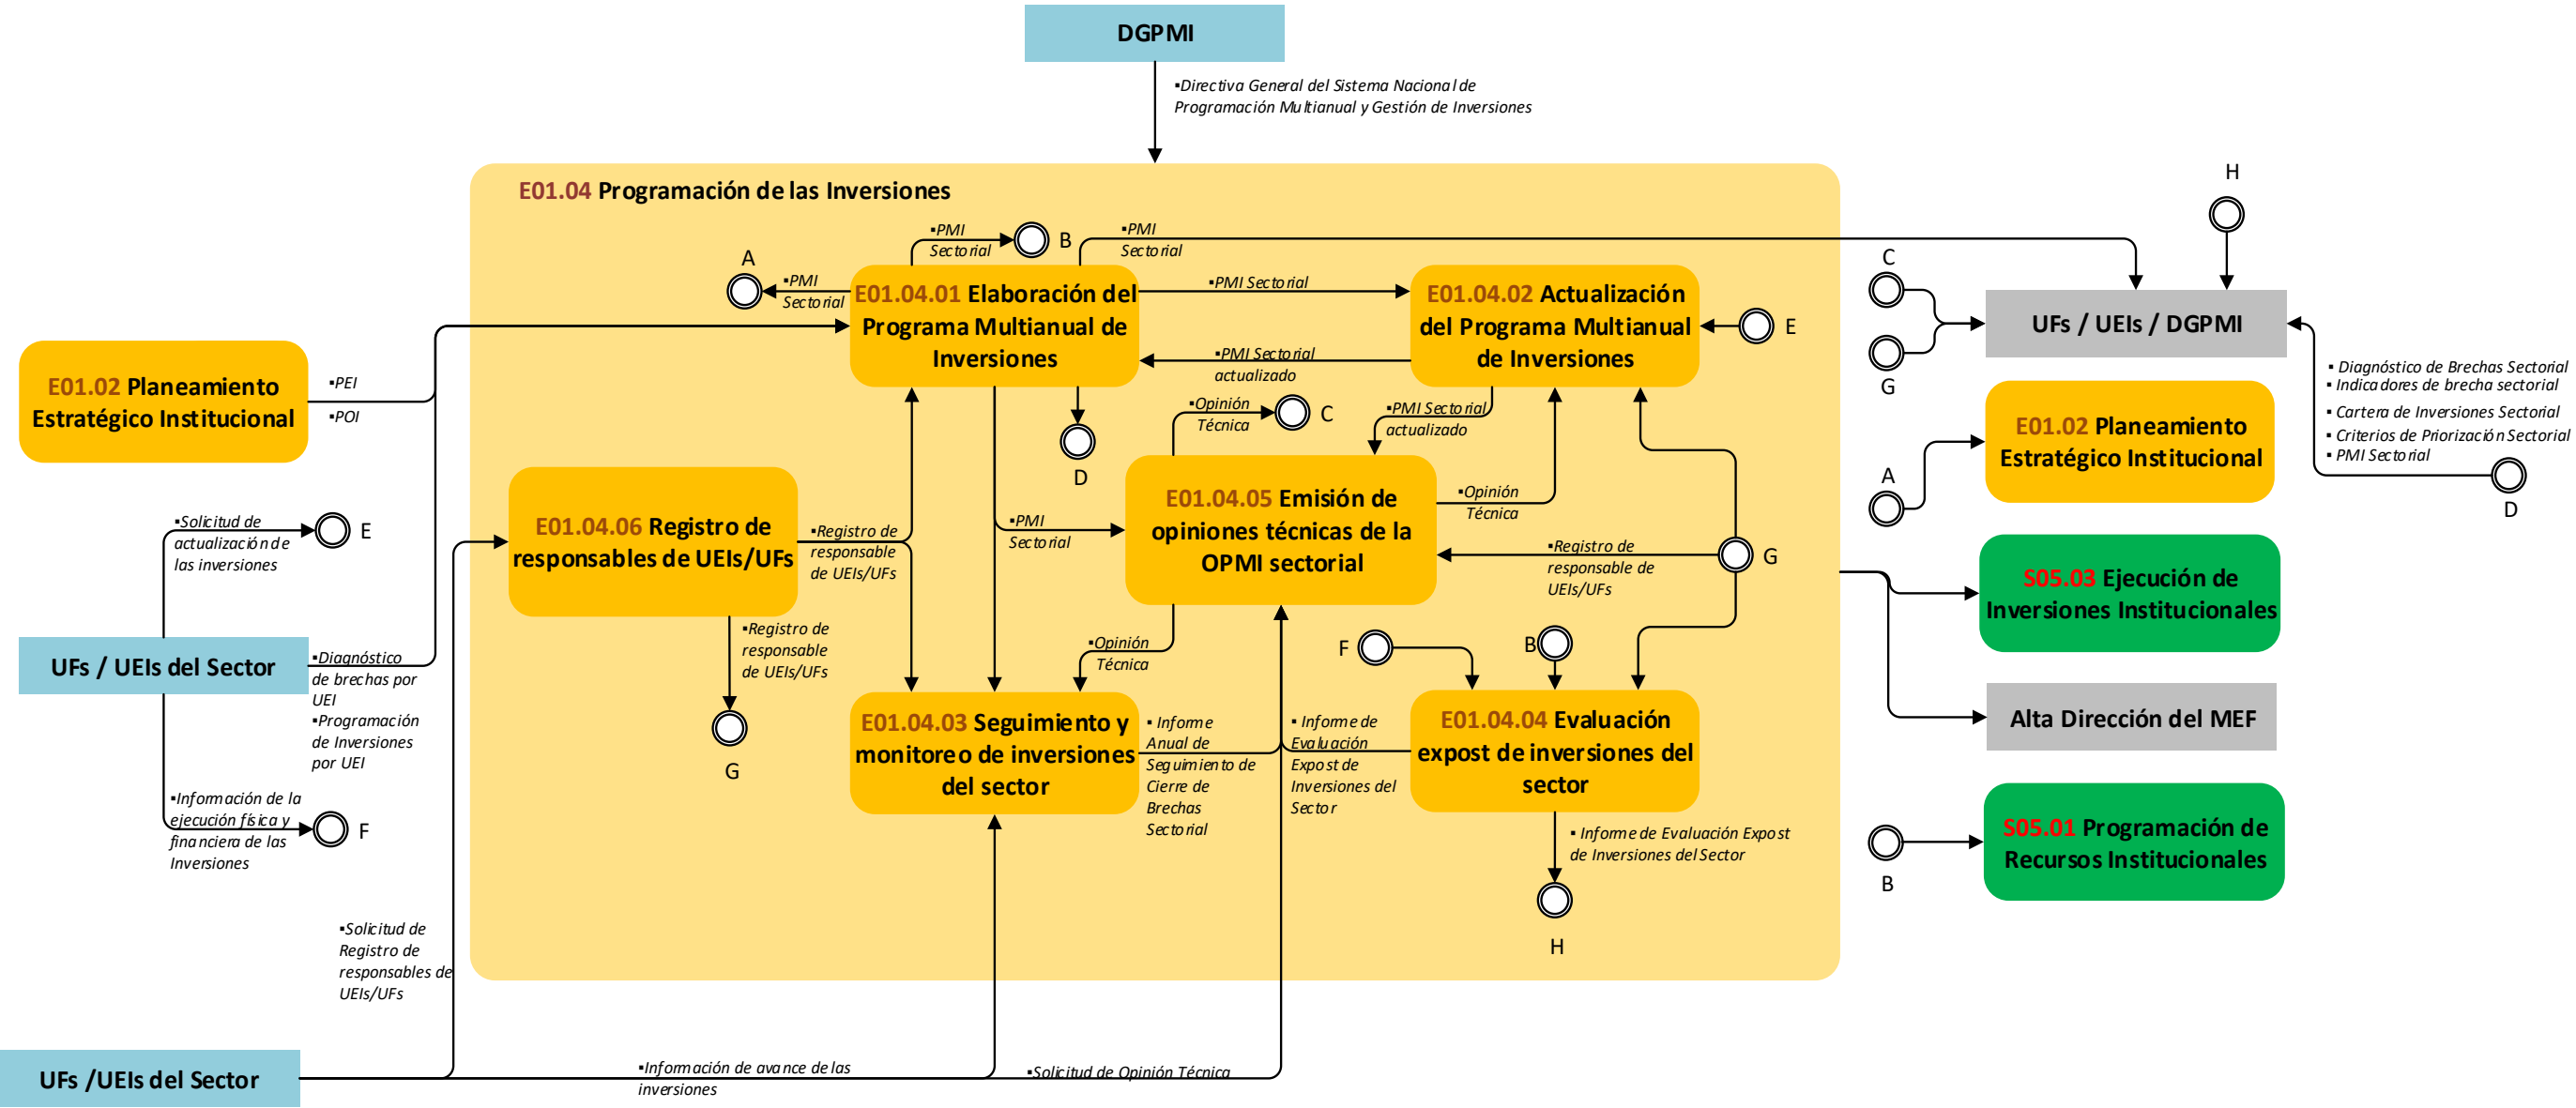 DGPMI
▪Directiva General del Sistema Nacional de
Programación Multianual y Gestión de Inversiones
E01.04 Programación de las Inversiones
H
▪PMI
Sectorial
B
▪PMI
Sectorial
A
▪PMI
Sectorial
E01.04.01 Elaboración del
Programa Multianual de
Inversiones
▪PMI Sectorial
▪PMI Sectorial
actualizado
E01.04.02 Actualización
del Programa Multianual
de Inversiones
E
C
G
UFs / UEIs / DGPMI
▪ Diagnóstico de Brechas Sectorial
▪ Indicadores de brecha sectorial
▪ Cartera de Inversiones Sectorial
▪ Criterios de Priorización Sectorial
▪ PMI Sectorial
D
E01.02 Planeamiento
Estratégico Institucional
▪PEI
▪POI
D
▪Opinión
Técnica
C
▪PMI Sectorial
actualizado
A
E01.02 Planeamiento
Estratégico Institucional
▪Solicitud de
actualización de
las inversiones
E
E01.04.06 Registro de
responsables de UEIs/UFs
▪Registro de
responsable
de UEIs/UFs
▪PMI
Sectorial
E01.04.05 Emisión de
opiniones técnicas de la
OPMI sectorial
▪Opinión
Técnica
▪Registro de
responsable de
UEIs/UFs
G
S05.03 Ejecución de
Inversiones Institucionales
UFs / UEIs del Sector
▪Diagnóstico
de brechas por
UEI
▪Programación
de Inversiones
por UEI
▪Registro de
responsable
de UEIs/UFs
G
▪Opinión
Técnica
F
B
E01.04.03 Seguimiento y
monitoreo de inversiones
del sector
▪ Informe
Anual de
Seguimiento de
Cierre de
Brechas
Sectorial
▪ Informe de
Evaluación
Expost de
Inversiones del
Sector
E01.04.04 Evaluación
expost de inversiones del
sector
Alta Dirección del MEF
▪Información de la
ejecución física y
financiera de las
Inversiones
F
▪ Informe de Evaluación Expost
de Inversiones del Sector
H
B
S05.01 Programación de
Recursos Institucionales
▪Solicitud de
Registro de
responsables de
UEIs/UFs
UFs /UEIs del Sector
▪Información de avance de las
inversiones
▪Solicitud de Opinión Técnica